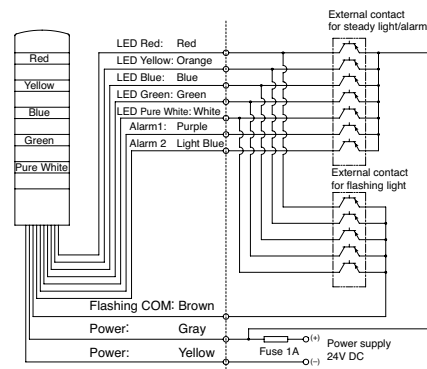 External contact
for steady light/alarm
LED Red: Red
LED Yellow: Orange
LED Blue: Blue
LED Green: Green
LED Pure White: White
Alarm1: Purple
Alarm 2 Light Blue
Red
Yellow
Blue
Green
Pure White
External contact
for flashing light
Flashing COM: Brown
Power: Gray
Power: Yellow
Fuse 1A
(+)
(−)
Power supply
24V DC